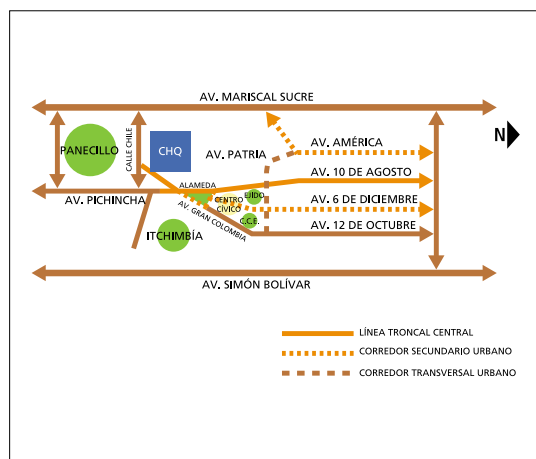 AV. MARISCAL SUCRE
N
PANECILLO
CALLE CHILE
CHQ
AV. PATRIA
AV. AMÉRICA
AV. 10 DE AGOSTO
ALAMEDA
EJIDO
AV. PICHINCHA
CENTRO
CÍVICO
AV. 6 DE DICIEMBRE
AV. GRAN COLOMBIA
C.C.E.
AV. 12 DE OCTUBRE
ITCHIMBÍA
AV. SIMÓN BOLÍVAR
LÍNEA TRONCAL CENTRAL
CORREDOR SECUNDARIO URBANO
CORREDOR TRANSVERSAL URBANO